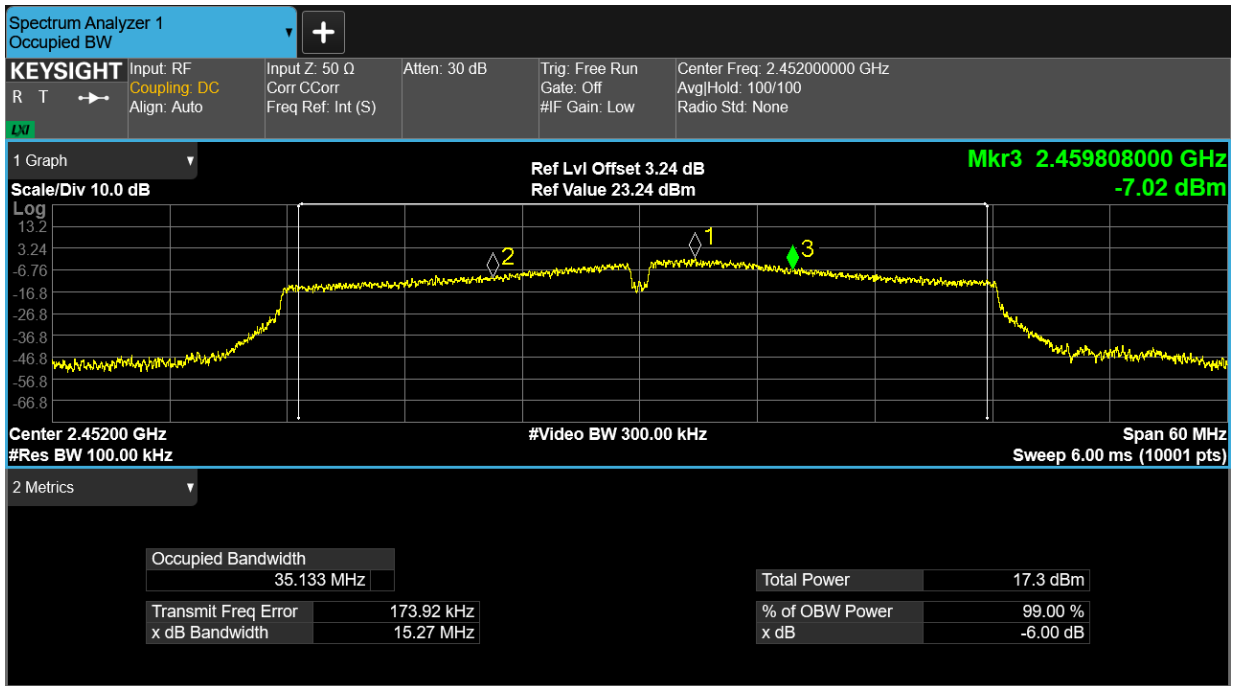 Spectrum Analyzer 1
Occupied BW
KEYSIGHT
R T
LXI
Input: RF
Coupling: DC
Align: Auto
Input Z: 50 Ω
Corr CCorr
Freq Ref: Int (S)
Atten: 30 dB
Trig: Free Run
Gate: Off
#IF Gain: Low
Center Freq: 2.452000000 GHz
Avg|Hold: 100/100
Radio Std: None
1 Graph
Scale/Div 10.0 dB
Ref Lvl Offset 3.24 dB
Ref Value 23.24 dBm
Mkr3 2.459808000 GHz
-7.02 dBm
Log
13.2
3.24
-6.76
-16.8
-26.8
-36.8
-46.8
-56.8
-66.8
2
1
3
Center 2.45200 GHz
#Video BW 300.00 kHz
Span 60 MHz
#Res BW 100.00 kHz
Sweep 6.00 ms (10001 pts)
2 Metrics
Occupied Bandwidth
35.133 MHz
Transmit Freq Error 173.92 kHz
x dB Bandwidth 15.27 MHz
Total Power 17.3 dBm
% of OBW Power 99.00 %
x dB -6.00 dB